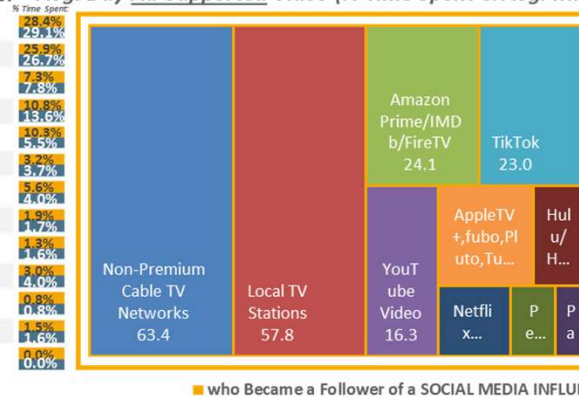 % Time Spent:
28.4%
29.1%
25.9%
26.7%
7.3%
7.8%
10.8%
13.6%
10.3%
5.5%
3.2%
3.7%
5.6%
4.0%
1.9%
1.7%
1.3%
1.6%
3.0%
4.0%
0.8%
0.8%
1.5%
1.6%
0.0%
0.0%
Non-Premium
Cable TV
Networks
63.4
Local TV
Stations
57.8
Amazon
Prime/IMD
b/FireTV
24.1
TikTok
23.0
YouT
ube
Video
16.3
AppleTV
+,fubo,Pl
uto,Tu...
Hul
u/
H...
Netfli
x...
P
e...
P
a
who Became a Follower of a SOCIAL MEDIA INFLU